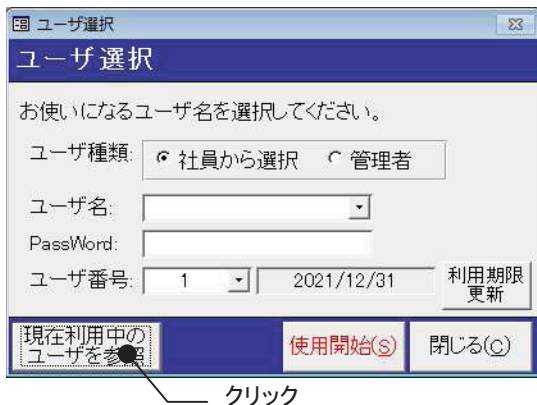 ユーザ選択
ユーザ選択
お使いになるユーザ名を選択してください。
ユーザ種類: 社員から選択 管理者
ユーザ名:
PassWord:
ユーザ番号: 1 2021/12/31 利用期限
更新
現在利用中の
ユーザを参照
使用開始(S) 閉じる(C)
クリック